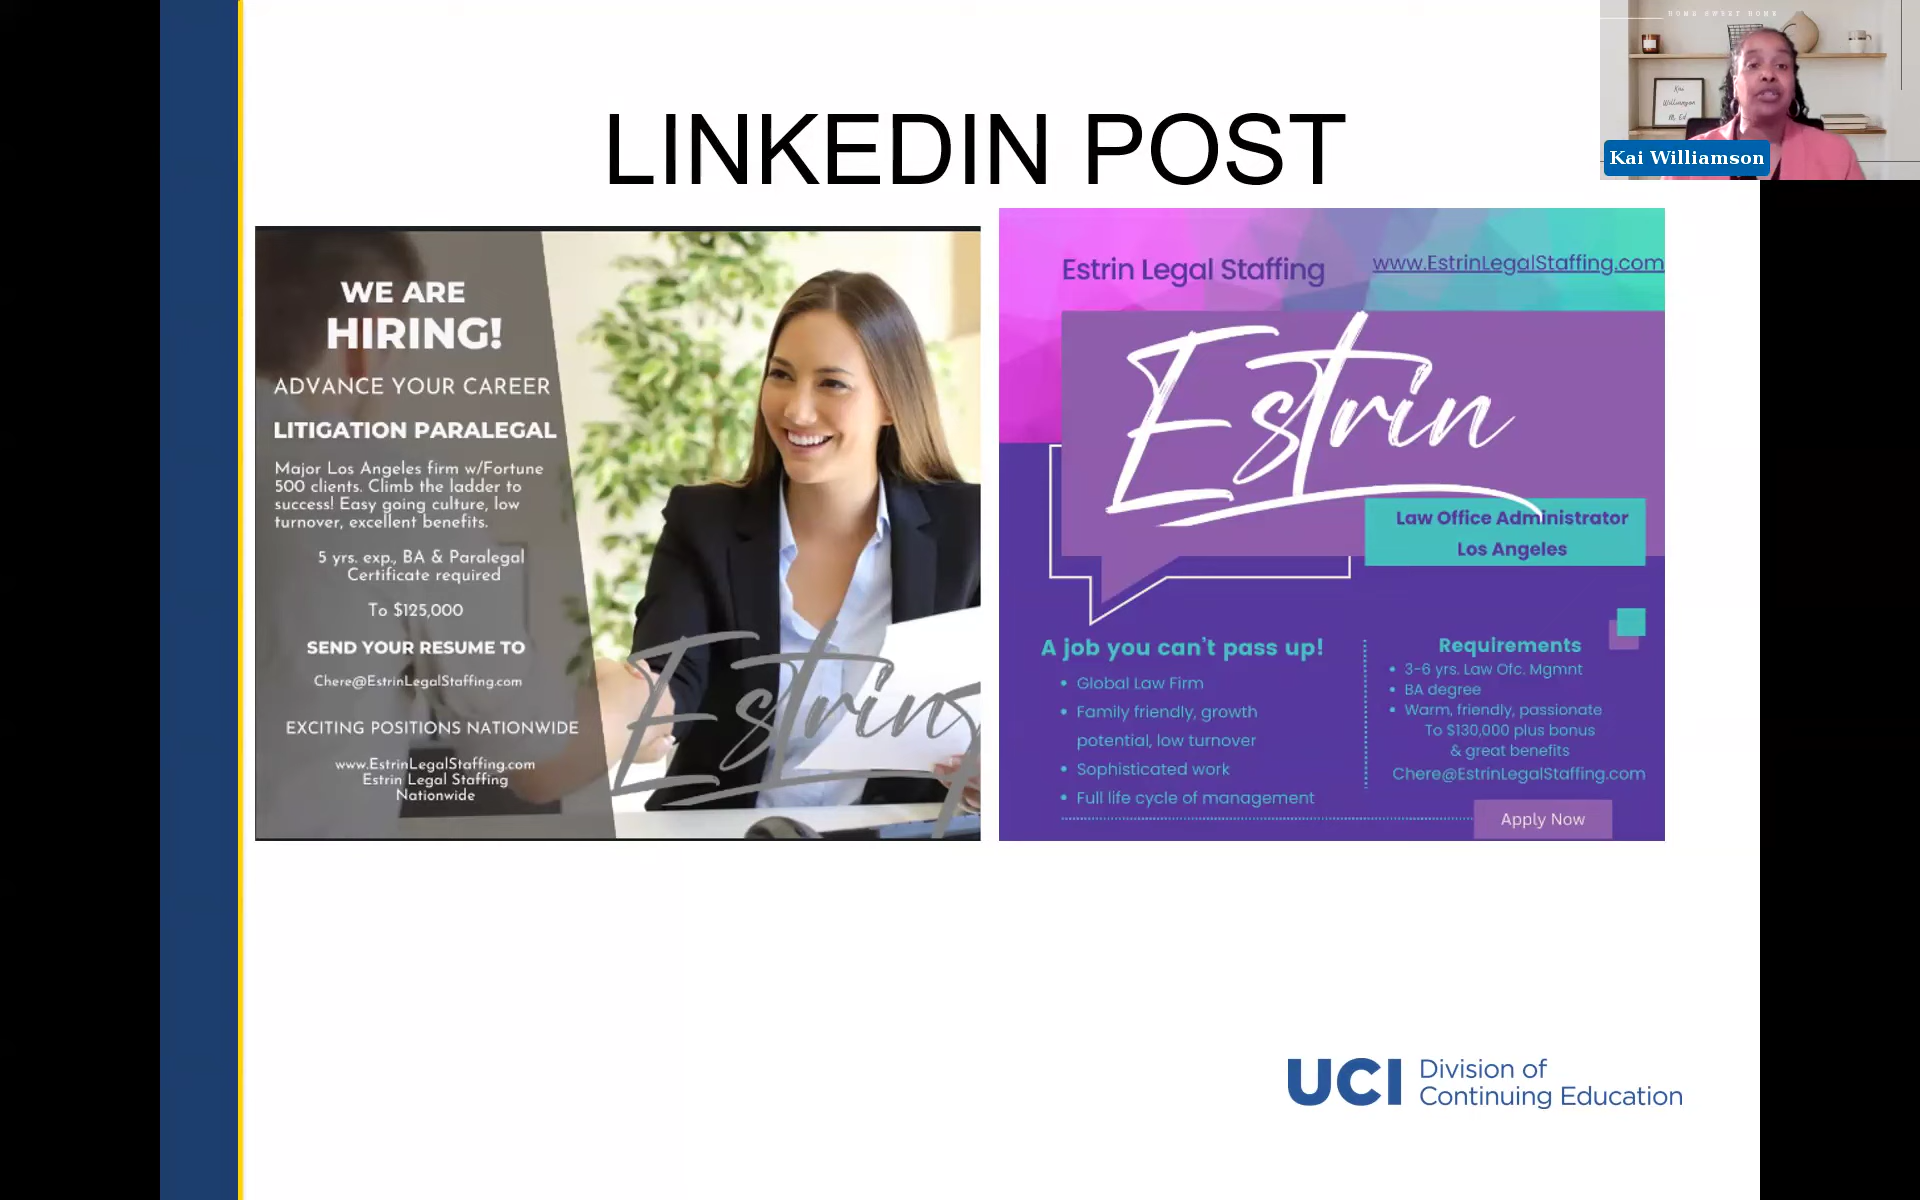 HOME SWEET HOME
Kai
Williamson
M. Ed
Kai Williamson
LINKEDIN POST
WE ARE
HIRING!
ADVANCE YOUR CAREER
LITIGATION PARALEGAL
Major Los Angeles firm w/Fortune
500 clients. Climb the ladder to
success! Easy going culture, low
turnover, excellent benefits.
5 yrs. exp., BA & Paralegal
Certificate required
To $125,000
SEND YOUR RESUME TO
Chere@EstrinLegalStaffing.com
EXCITING POSITIONS NATIONWIDE
www.EstrinLegalStaffing.com
Estrin Legal Staffing
Nationwide
Estrin
Estrin Legal Staffing
www.EstrinLegalStaffing.com
Estrin
Law Office Administrator
Los Angeles
A job you can't pass up!
• Global Law Firm
• Family friendly, growth
potential, low turnover
• Sophisticated work
• Full life cycle of management
Requirements
• 3-6 yrs. Law Ofc. Mgmnt
• BA degree
• Warm, friendly, passionate
To $130,000 plus bonus
& great benefits
Chere@EstrinLegalStaffing.com
Apply Now
UCI Division of
Continuing Education